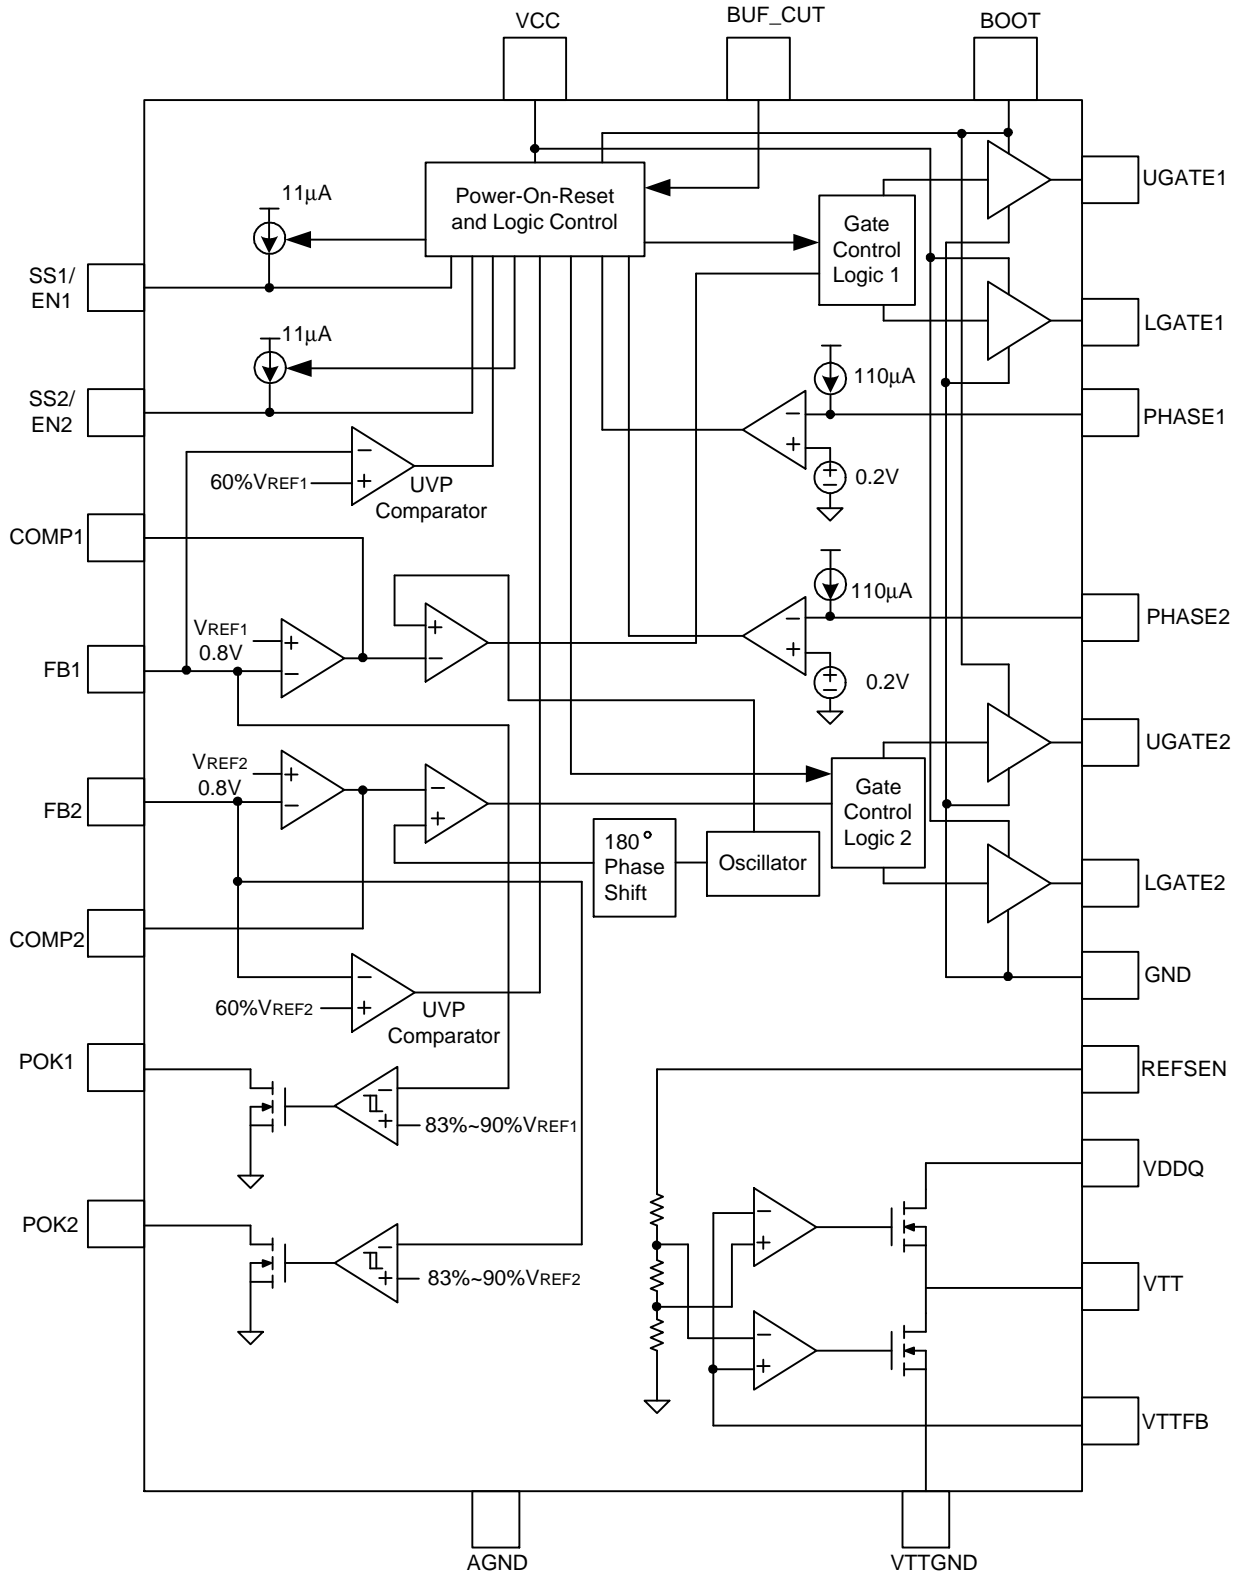 VCC
BUF_CUT
BOOT
UGATE1
11µA
Power-On-Reset
and Logic Control
Gate
Control
Logic 1
SS1/
EN1
LGATE1
11µA
110µA
SS2/
EN2
PHASE1
−
+
+
−
0.2V
−
+
60%VREF1
UVP
Comparator
COMP1
110µA
PHASE2
−
+
+
−
0.2V
VREF1
0.8V
+
−
+
−
FB1
UGATE2
VREF2
0.8V
+
−
−
+
FB2
Gate
Control
Logic 2
180°
Phase
Shift
Oscillator
LGATE2
COMP2
GND
−
+
60%VREF2
UVP
Comparator
POK1
REFSEN
−
+
83%~90%VREF1
VDDQ
POK2
−
+
−
+
83%~90%VREF2
VTT
−
+
VTTFB
AGND
VTTGND